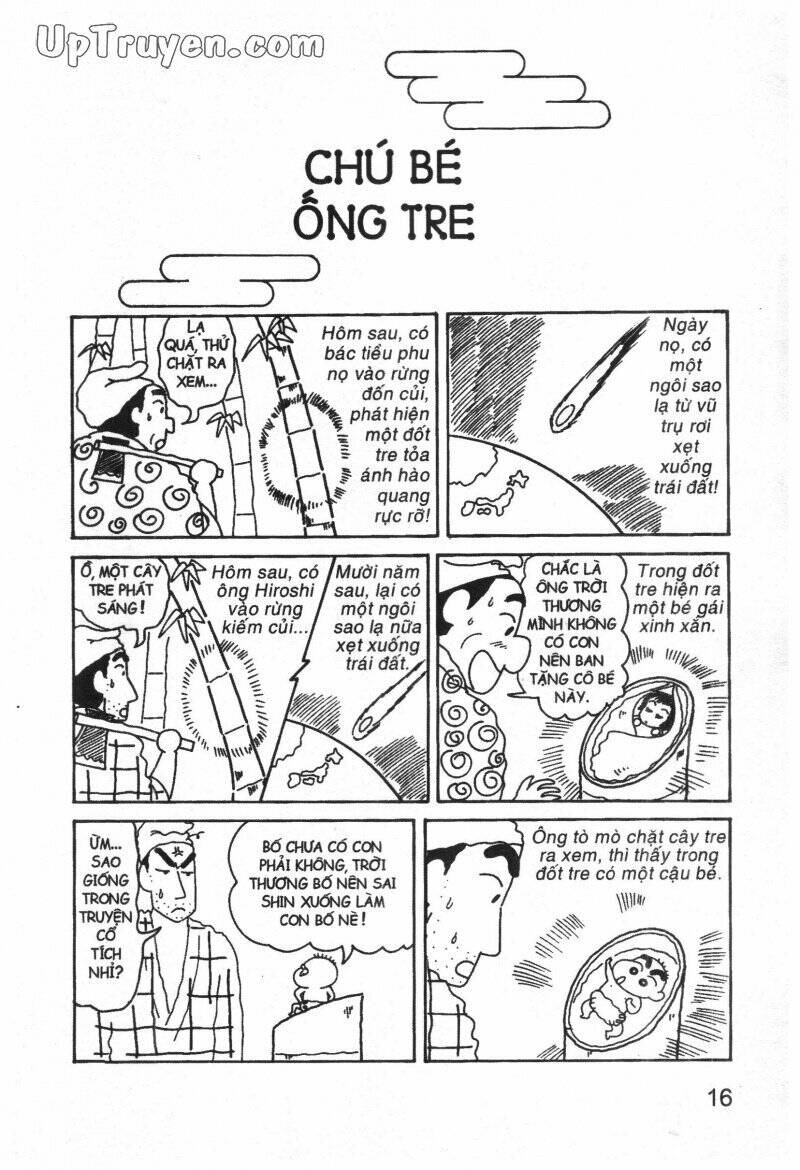 UpTruyen.com
CHÚ BÉ
ỐNG TRE
Ngày
nọ, có
một
ngôi sao
lạ từ vũ
trụ rơi
xẹt
xuống
trái đất!
Hôm sau, có
bác tiều phu
nọ vào rừng
đốn củi,
phát hiện
một đốt
tre tỏa
ánh hào
quang
rực rỡ!
LẠ
QUÁ, THỬ
CHẶT RA
XEM...
Trong đốt
tre hiện ra
một bé gái
xinh xắn.
CHẮC LÀ
ÔNG TRỜI
THƯƠNG
MÌNH KHÔNG
CÓ CON
NÊN BAN
TẶNG CÔ BÉ
NÀY.
Mười năm
sau, lại có
một ngôi
sao lạ nữa
xẹt xuống
trái đất.
Hôm sau, có
ông Hiroshi
vào rừng
kiếm củi...
Ồ, MỘT CÂY
TRE PHÁT
SÁNG!
Ông tò mò chặt cây tre
ra xem, thì thấy trong
đốt tre có một cậu bé.
BỐ CHƯA CÓ CON
PHẢI KHÔNG, TRỜI
THƯƠNG BỐ NÊN SAI
SHIN XUỐNG LÀM
CON BỐ NÈ!
ỪM...
SAO
GIỐNG
TRONG
TRUYỆN
CỔ
TÍCH
NHỈ?
16